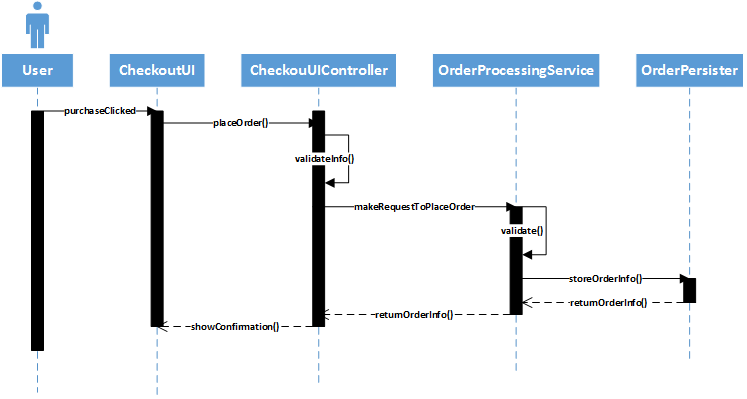 User
CheckoutUI
CheckouUIController
OrderProcessingService
OrderPersister
purchaseClicked
placeOrder()
validateInfo()
makeRequestToPlaceOrder
validate()
storeOrderInfo()
returnOrderInfo()
returnOrderInfo()
showConfirmation()